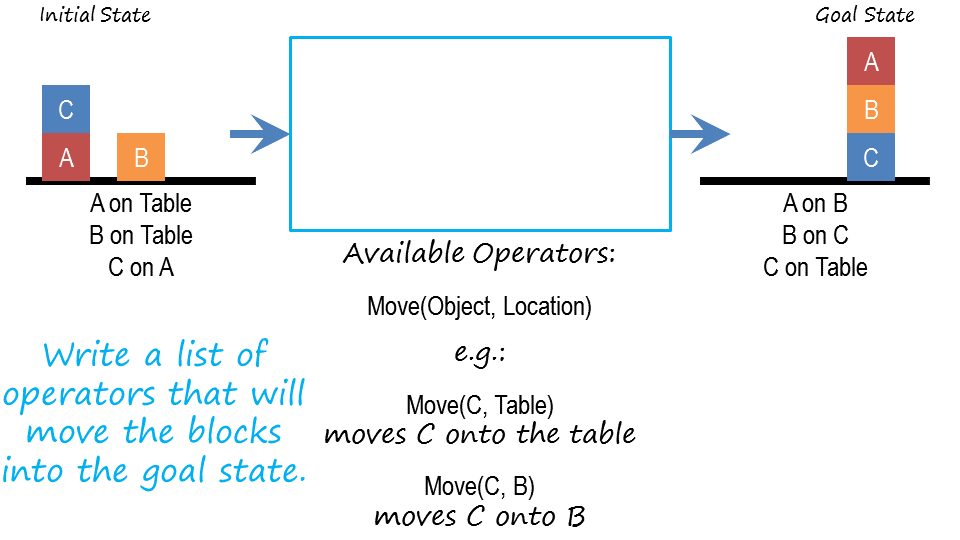 Initial State
Goal State
C
A
B
A
B
C
A on Table
B on Table
C on A
A on B
B on C
C on Table
Available Operators:
Move(Object, Location)
e.g.:
Move(C, Table)
moves C onto the table
Move(C, B)
moves C onto B
Write a list of
operators that will
move the blocks
into the goal state.